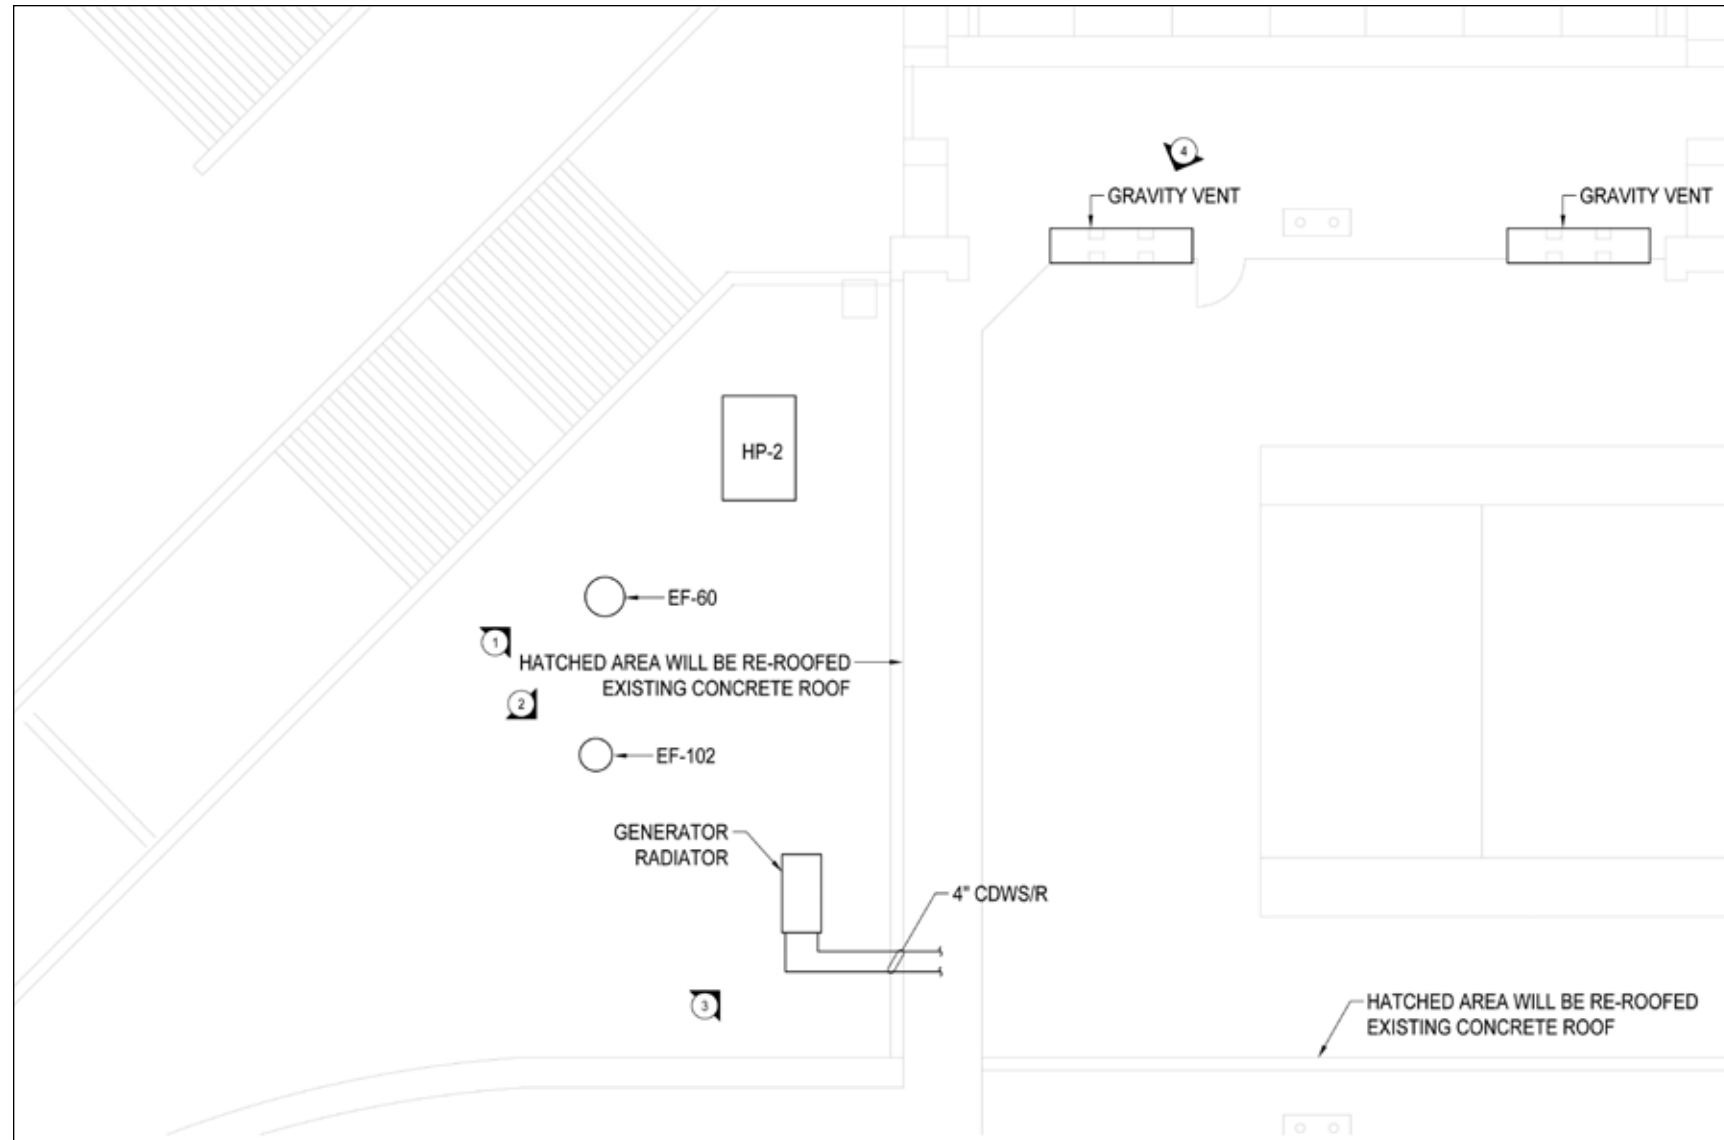 4
GRAVITY VENT
GRAVITY VENT
HP-2
EF-60
1
HATCHED AREA WILL BE RE-ROOFED
EXISTING CONCRETE ROOF
2
EF-102
GENERATOR
RADIATOR
4" CDWS/R
3
HATCHED AREA WILL BE RE-ROOFED
EXISTING CONCRETE ROOF